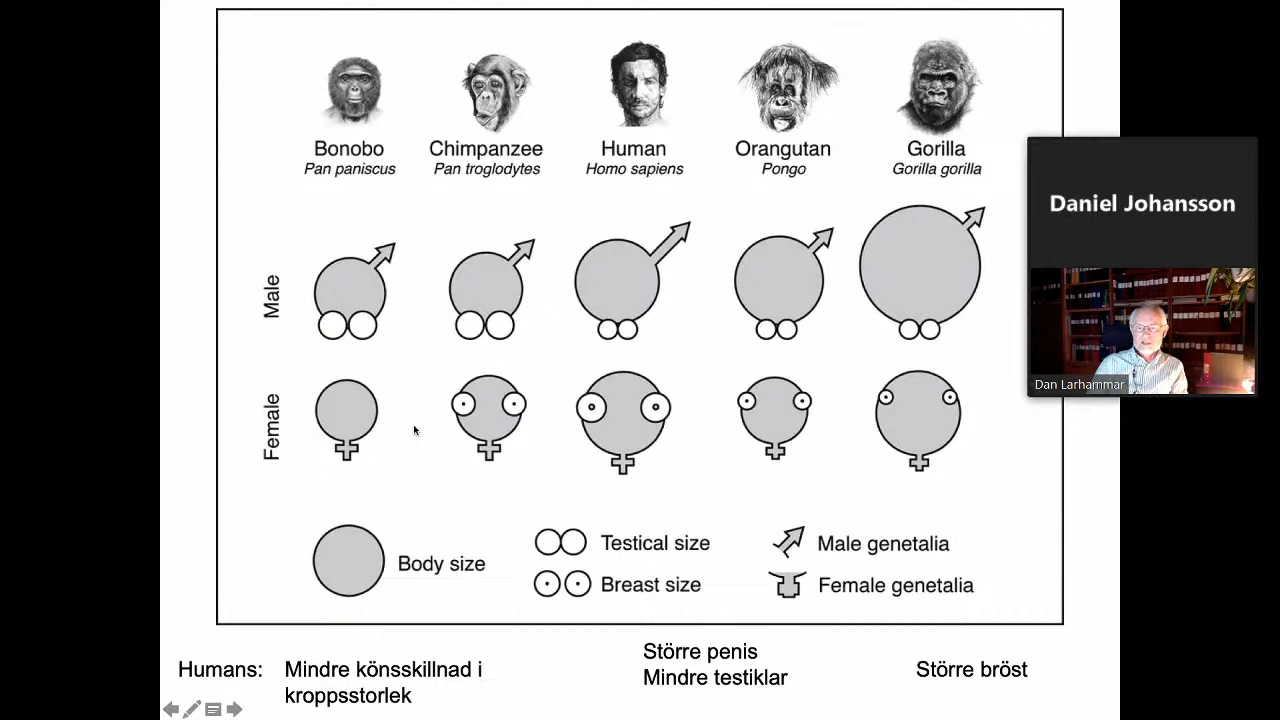 Bonobo
Pan paniscus
Chimpanzee
Pan troglodytes
Human
Homo sapiens
Orangutan
Pongo
Gorilla
Gorilla gorilla
Daniel Johansson
Dan Larhammar
Male
Female
Body size
Testical size
Male genetalia
Breast size
Female genetalia
Humans:
Mindre könsskillnad i
kroppsstorlek
Större penis
Mindre testiklar
Större bröst